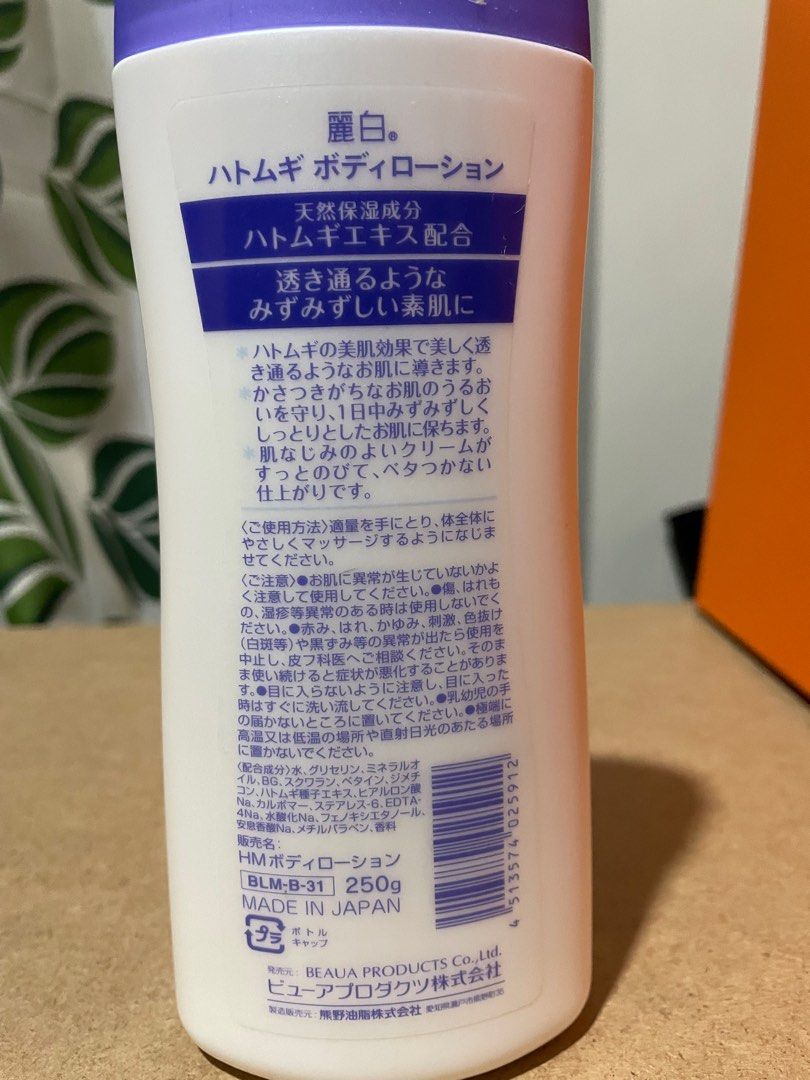 麗白®
ハトムギ ボディローション
天然保湿成分
ハトムギエキス配合
透き通るような
みずみずしい素肌に
*ハトムギの美肌効果で美しく透
き通るようなお肌に導きます。
*かさつきがちなお肌のうるお
いを守り、1日中みずみずしく
しっとりとしたお肌に保ちます。
*肌なじみのよいクリームが
すっとのびて、ベタつかない
仕上がりです。
〈ご使用方法〉適量を手にとり、体全体に
やさしくマッサージするようになじま
せてください。
〈ご注意〉●お肌に異常が生じていないかよ
く注意して使用してください。●傷、はれも
の、湿疹等異常のある時は使用しないでく
ださい。●赤み、はれ、かゆみ、刺激、色抜け
(白斑等)や黒ずみ等の異常が出たら使用を
中止し、皮フ科医へご相談ください。そのま
ま使い続けると症状が悪化することがありま
す。●目に入らないように注意し、目に入った
時はすぐに洗い流してください。●乳幼児の手
の届かないところに置いてください。●極端に
高温又は低温の場所や直射日光のあたる場所
に置かないでください。
〈配合成分〉水、グリセリン、ミネラルオ
イル、BG、スクワラン、ベタイン、ジメチ
コン、ハトムギ種子エキス、ヒアルロン酸
Na、カルボマー、ステアレス-6、EDTA-
4Na、水酸化Na、フェノキシエタノール、
安息香酸Na、メチルパラベン、香料
販売名:
HMボディローション
BLM-B-31 250g
MADE IN JAPAN
4 513574 025912
プラ
ボトル
キャップ
発売元: BEAUA PRODUCTS Co., Ltd.
ビューアプロダクツ株式会社
製造販売元: 熊野油脂株式会社 愛知県瀬戸市熊野町36